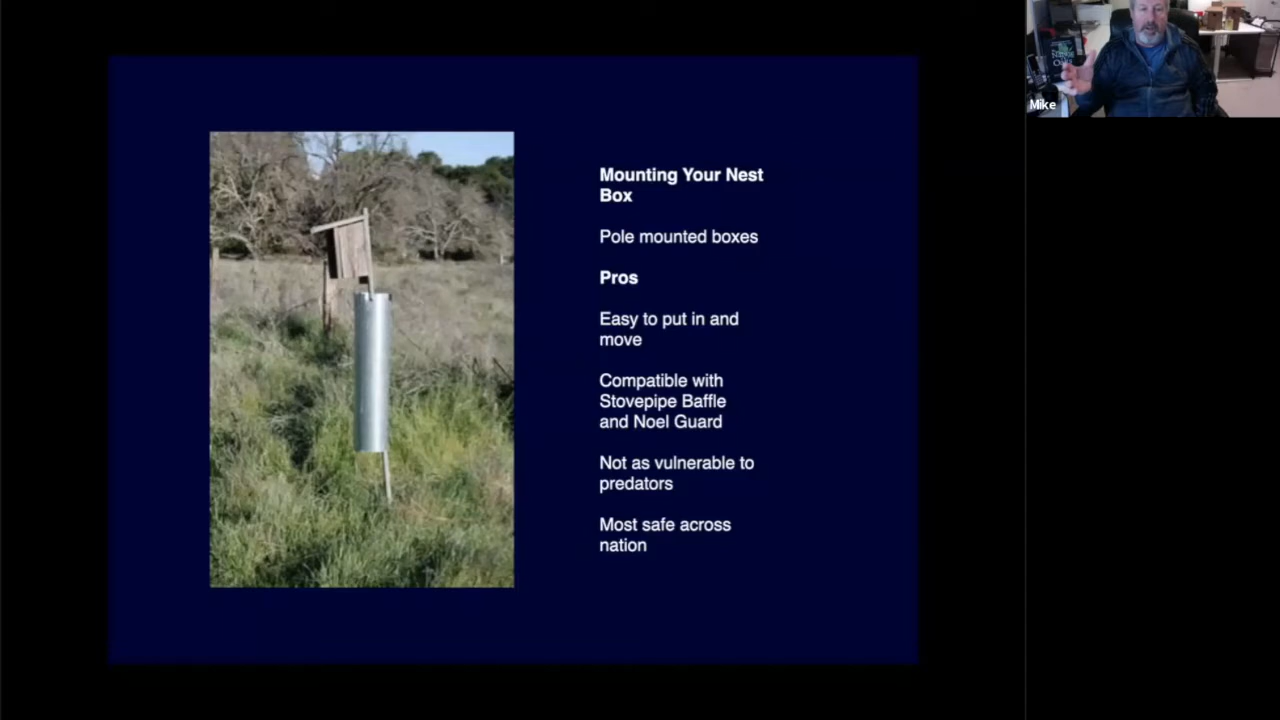 Mounting Your Nest
Box
Pole mounted boxes
Pros
Easy to put in and
move
Compatible with
Stovepipe Baffle
and Noel Guard
Not as vulnerable to
predators
Most safe across
nation
Mike